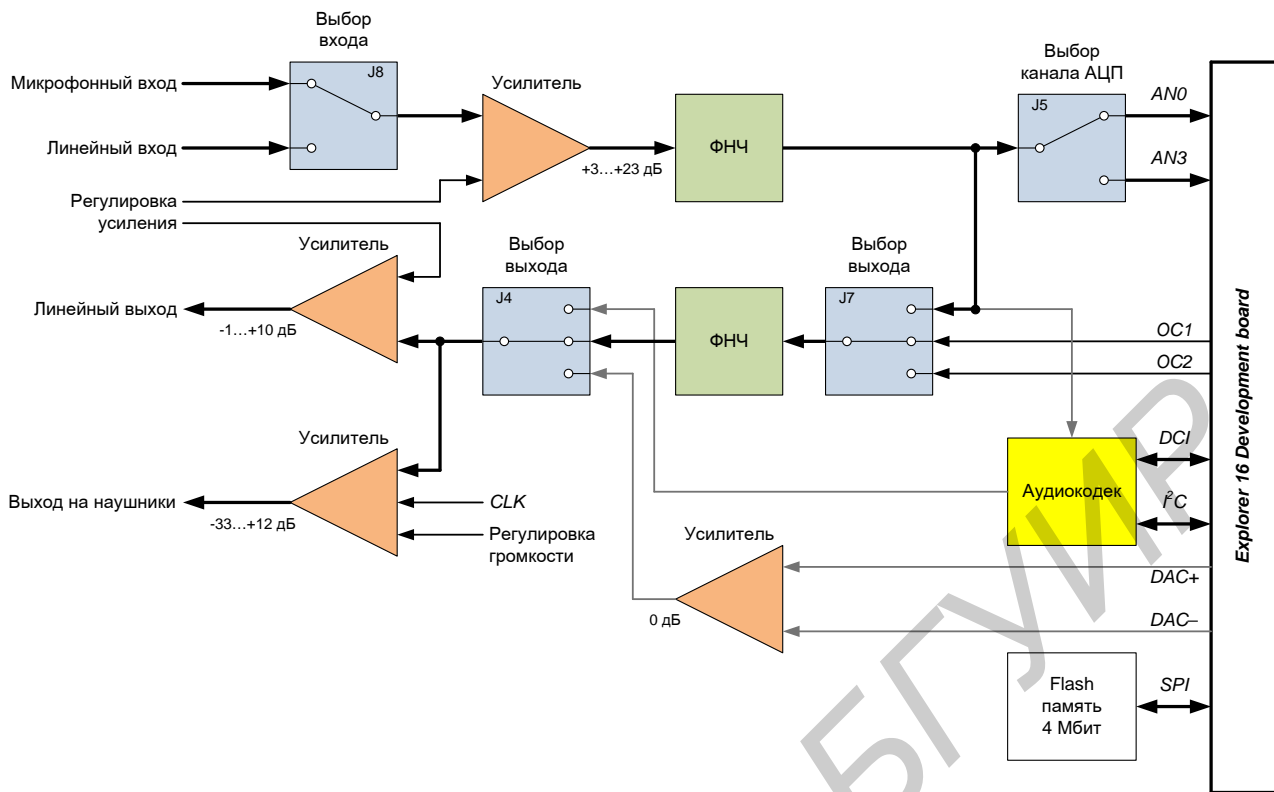 Выбор
входа
J8
Микрофонный вход
Линейный вход
Регулировка
усиления
Усилитель
+3…+23 дБ
ФНЧ
Выбор
канала АЦП
J5
AN0
AN3
Усилитель
Линейный выход
-1…+10 дБ
Выбор
выхода
J4
ФНЧ
Выбор
выхода
J7
OC1
OC2
Усилитель
Выход на наушники
-33…+12 дБ
CLK
Регулировка
громкости
Аудиокодек
DCI
I²C
Усилитель
0 дБ
DAC+
DAC–
Flash
память
4 Мбит
SPI
Explorer 16 Development board
БГУИР